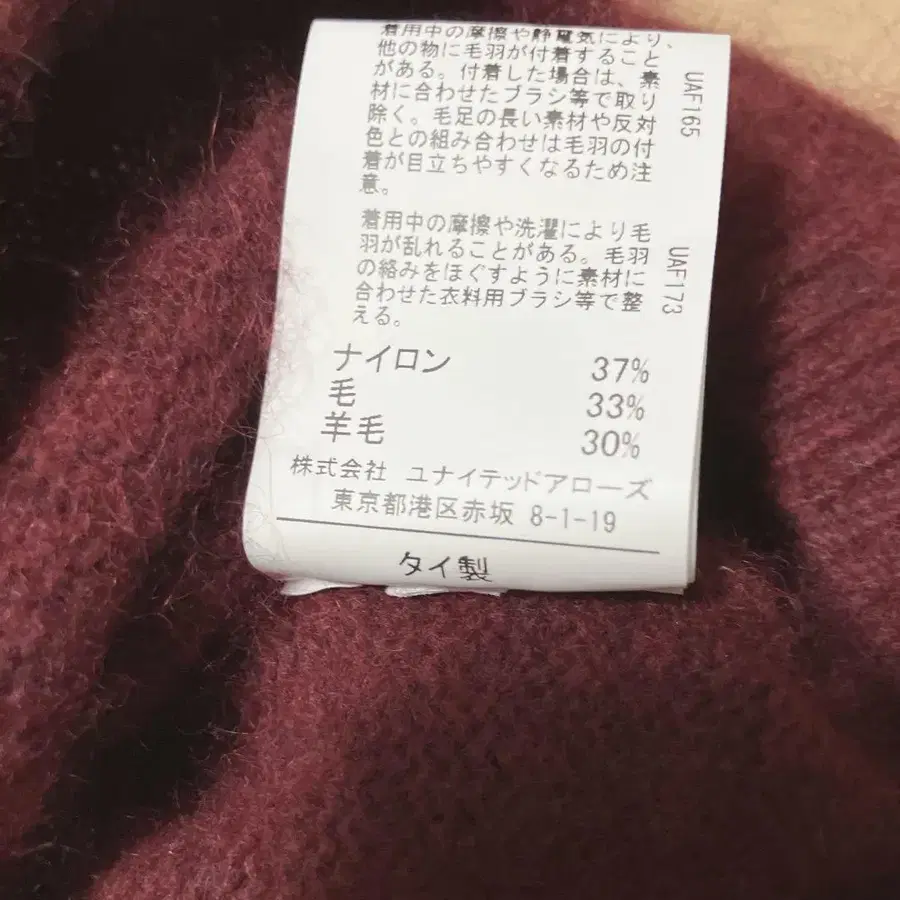 着用中の摩擦や静電気により、
他の物に毛羽が付着すること
がある。付着した場合は、素
材に合わせたブラシ等で取り
除く。毛足の長い素材や反対
色との組み合わせは毛羽の付
着が目立ちやすくなるため注
意。
UAF165
着用中の摩擦や洗濯により毛
羽が乱れることがある。毛羽
の絡みをほぐすように素材に
合わせた衣料用ブラシ等で整
える。
UAF173
ナイロン 37%
毛 33%
羊毛 30%
株式会社 ユナイテッドアローズ
東京都港区赤坂 8-1-19
タイ製